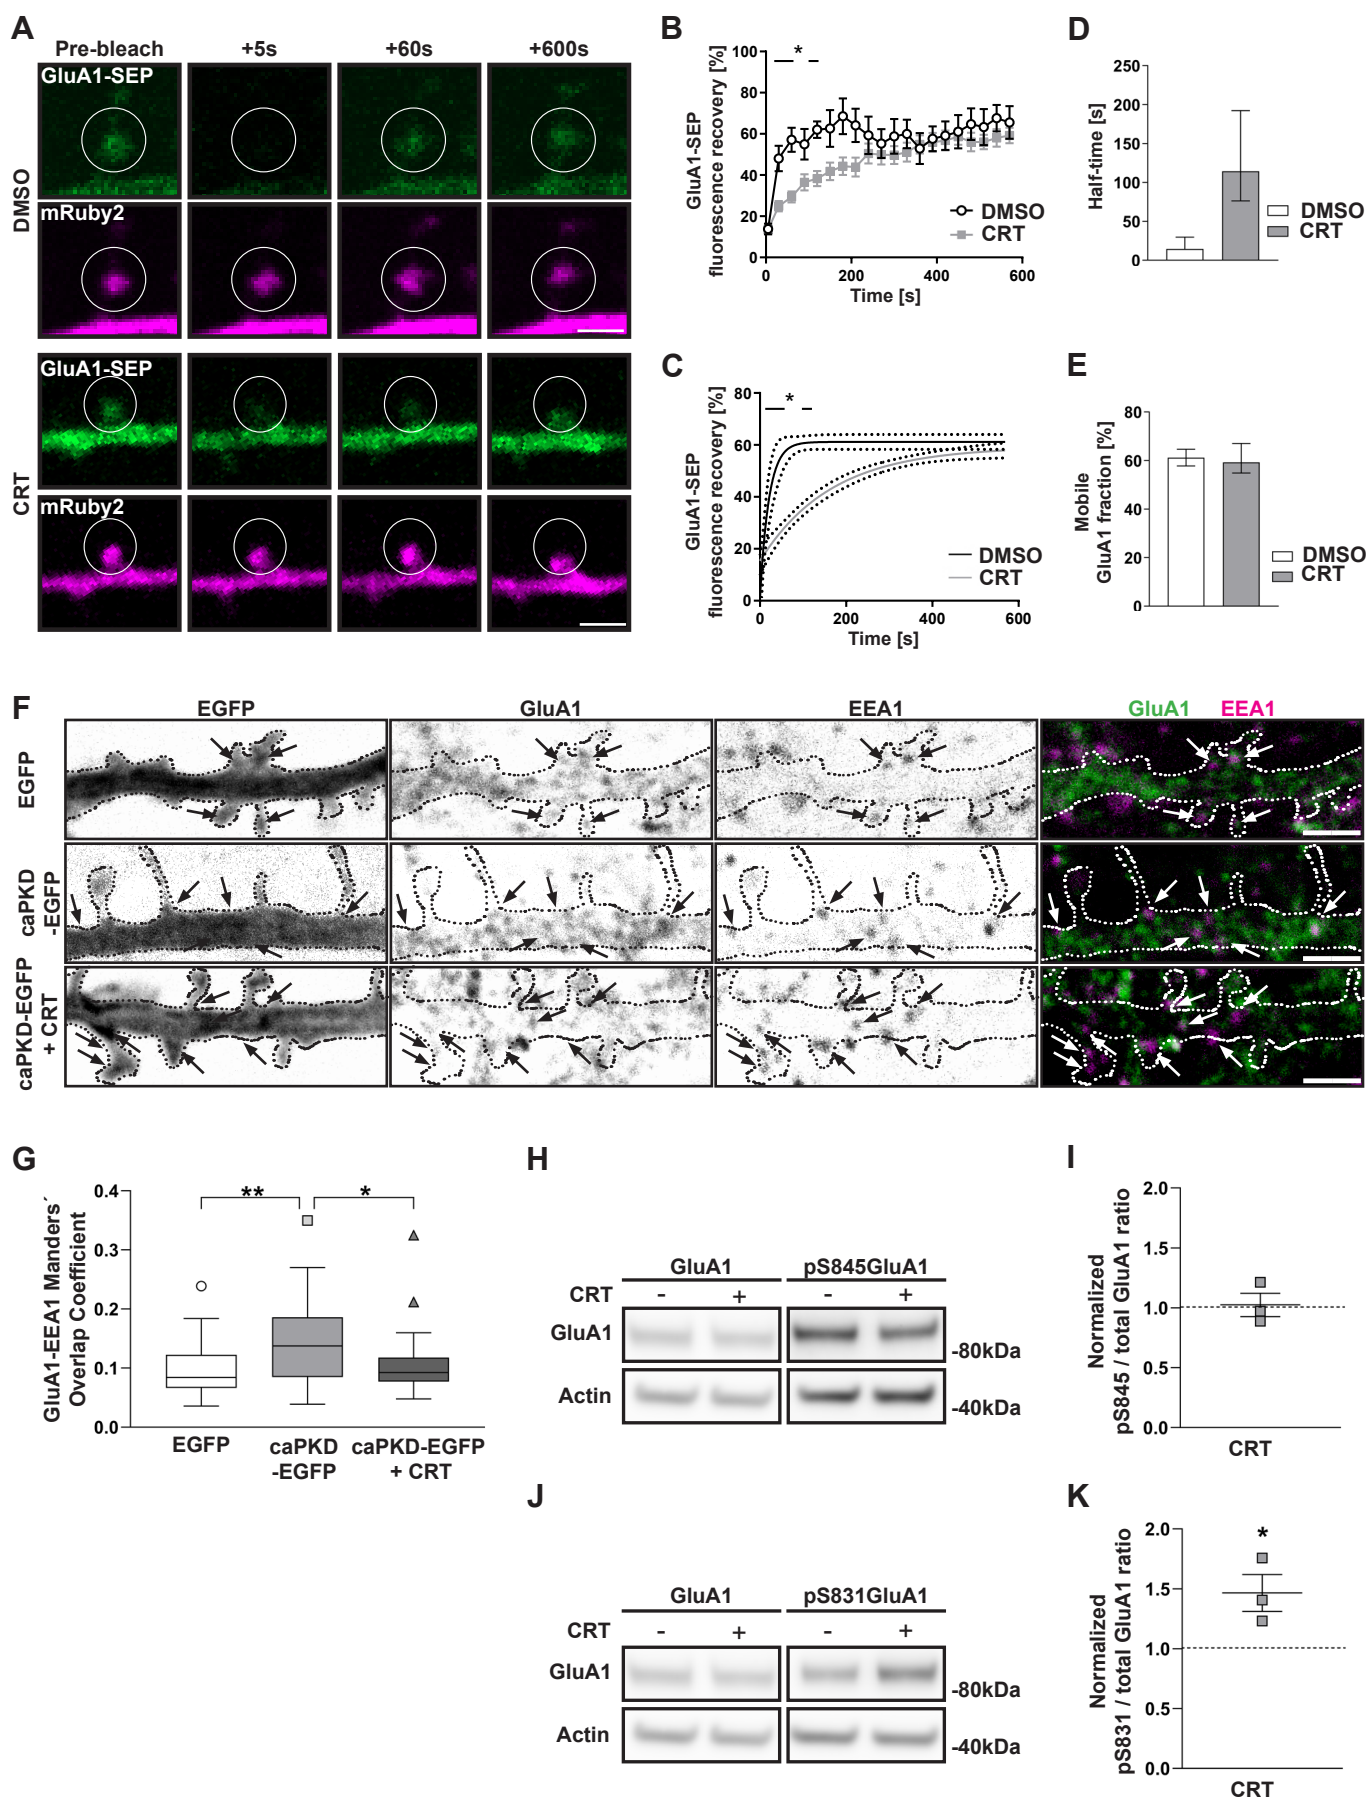 A
Pre-bleach +5s +60s +600s
DMSO
GluA1-SEP
mRuby2
CRT
GluA1-SEP
mRuby2
B
GluA1-SEP
fluorescence recovery [%]
100
80
60
40
20
0
*
DMSO
CRT
0 200 400 600
Time [s]
D
Half-time [s]
250
200
150
100
50
0
DMSO
CRT
C
GluA1-SEP
fluorescence recovery [%]
80
60
40
20
0
*
DMSO
CRT
0 200 400 600
Time [s]
E
Mobile
GluA1 fraction [%]
80
60
40
20
0
DMSO
CRT
F
EGFP GluA1 EEA1 GluA1 EEA1
EGFP
caPKD
-EGFP
caPKD-EGFP
+ CRT
G
GluA1-EEA1 Manders´
Overlap Coefficient
0.4
0.3
0.2
0.1
0.0
** *
EGFP caPKD caPKD-EGFP
-EGFP + CRT
H
GluA1 pS845GluA1
CRT - + - +
GluA1
-80kDa
Actin
-40kDa
I
Normalized
pS845 / total GluA1 ratio
2.0
1.5
1.0
0.5
0.0
CRT
J
GluA1 pS831GluA1
CRT - + - +
GluA1
-80kDa
Actin
-40kDa
K
Normalized
pS831 / total GluA1 ratio
2.0
1.5
1.0
0.5
0.0
*
CRT